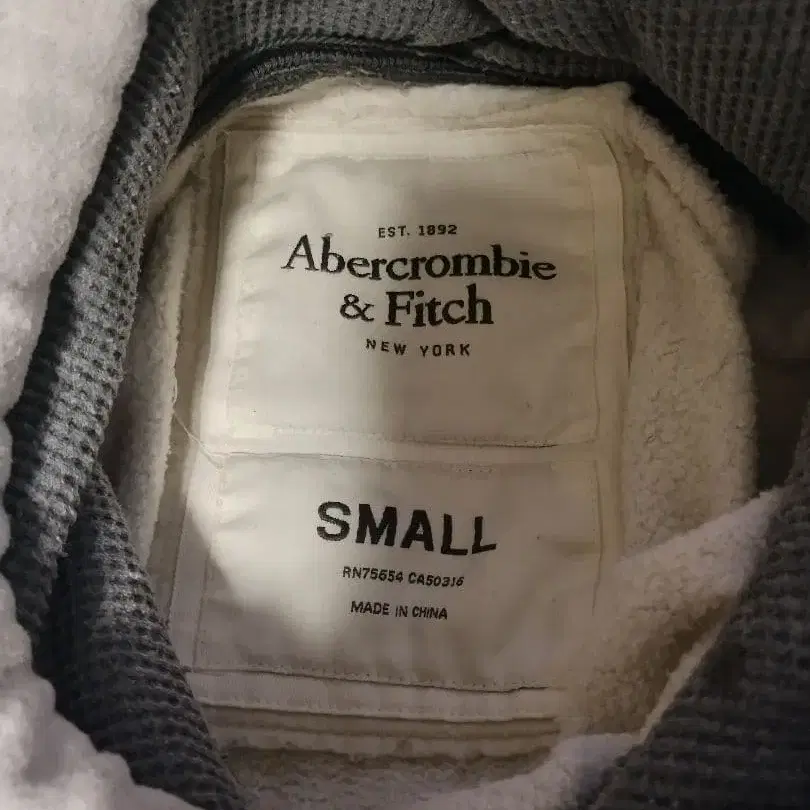 EST. 1892
Abercrombie
& Fitch
NEW YORK
SMALL
RN75654 CA50316
MADE IN CHINA